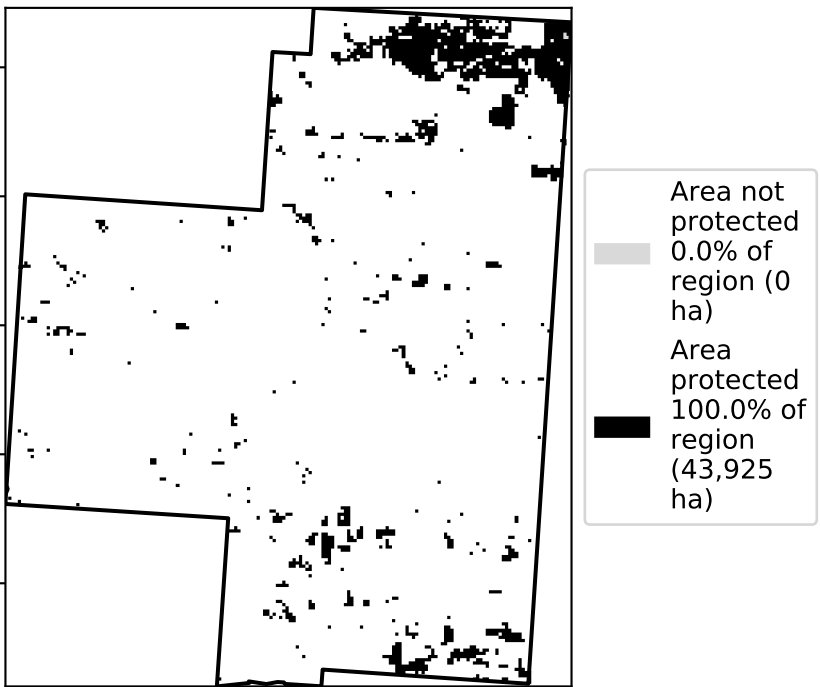 Area not
protected
0.0% of
region (0
ha)
Area
protected
100.0% of
region
(43,925
ha)